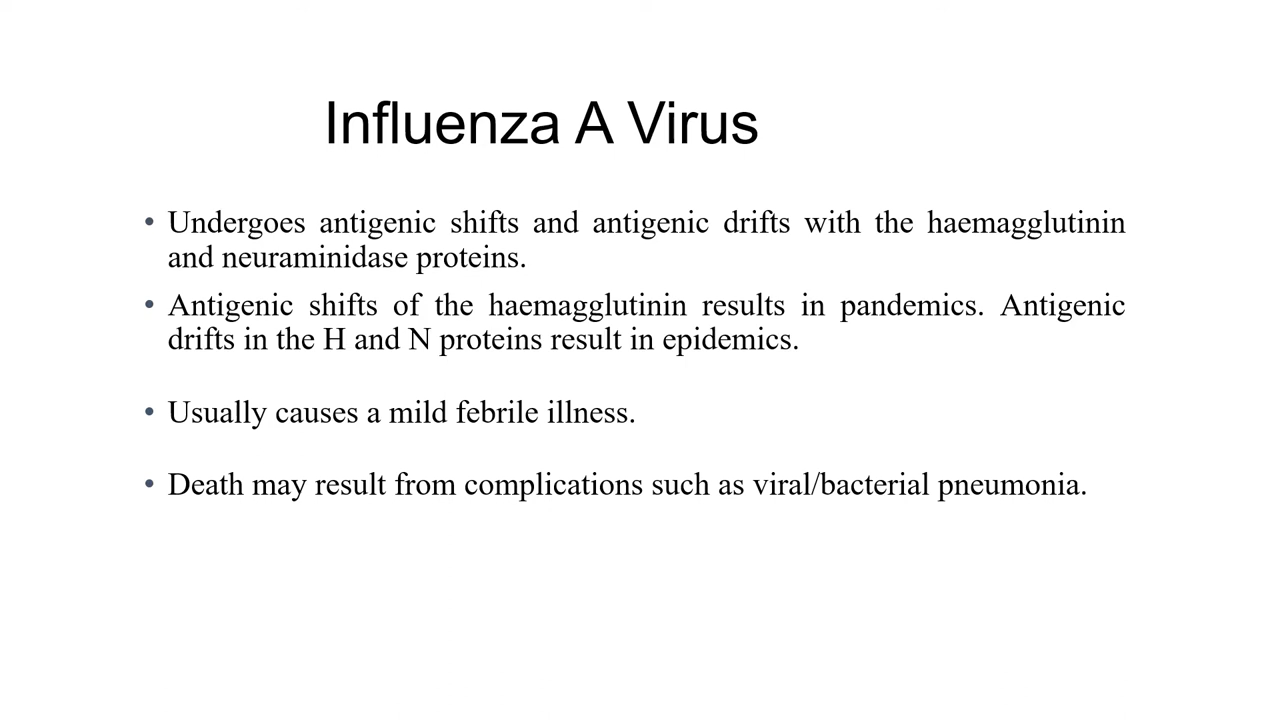 Influenza A Virus
• Undergoes antigenic shifts and antigenic drifts with the haemagglutinin
and neuraminidase proteins.
• Antigenic shifts of the haemagglutinin results in pandemics. Antigenic
drifts in the H and N proteins result in epidemics.
• Usually causes a mild febrile illness.
• Death may result from complications such as viral/bacterial pneumonia.